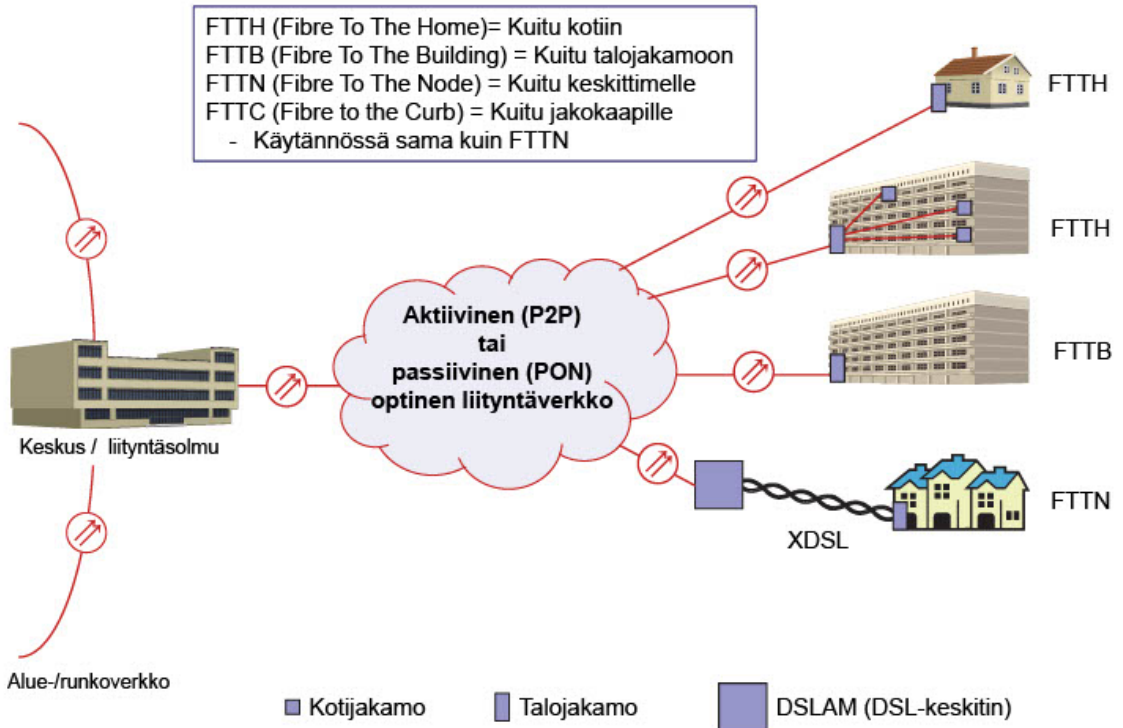 FTTH (Fibre To The Home)= Kuitu kotiin
FTTB (Fibre To The Building) = Kuitu talojakamoon
FTTN (Fibre To The Node) = Kuitu keskittimelle
FTTC (Fibre to the Curb) = Kuitu jakokaapille
- Käytännössä sama kuin FTTN
FTTH
FTTH
Aktiivinen (P2P)
tai
passiivinen (PON)
optinen liityntäverkko
FTTB
Keskus / liityntäsolmu
FTTN
XDSL
Alue-/runkoverkko
Kotijakamo
Talojakamo
DSLAM (DSL-keskitin)